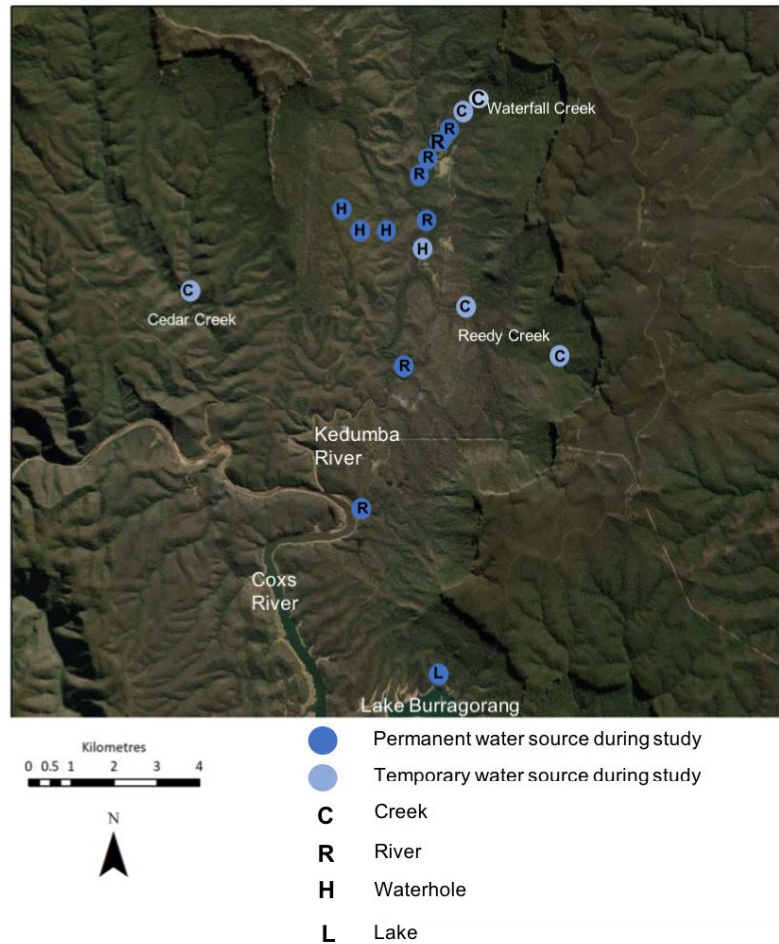 C
C
Waterfall Creek
R
R
R
R
H
R
H
H
H
C
Cedar Creek
C
Reedy Creek
C
R
Kedumba
River
R
Coxs
River
L
Lake Burragorang
Kilometres
0 0.5 1 2 3 4
N
Permanent water source during study
Temporary water source during study
C Creek
R River
H Waterhole
L Lake